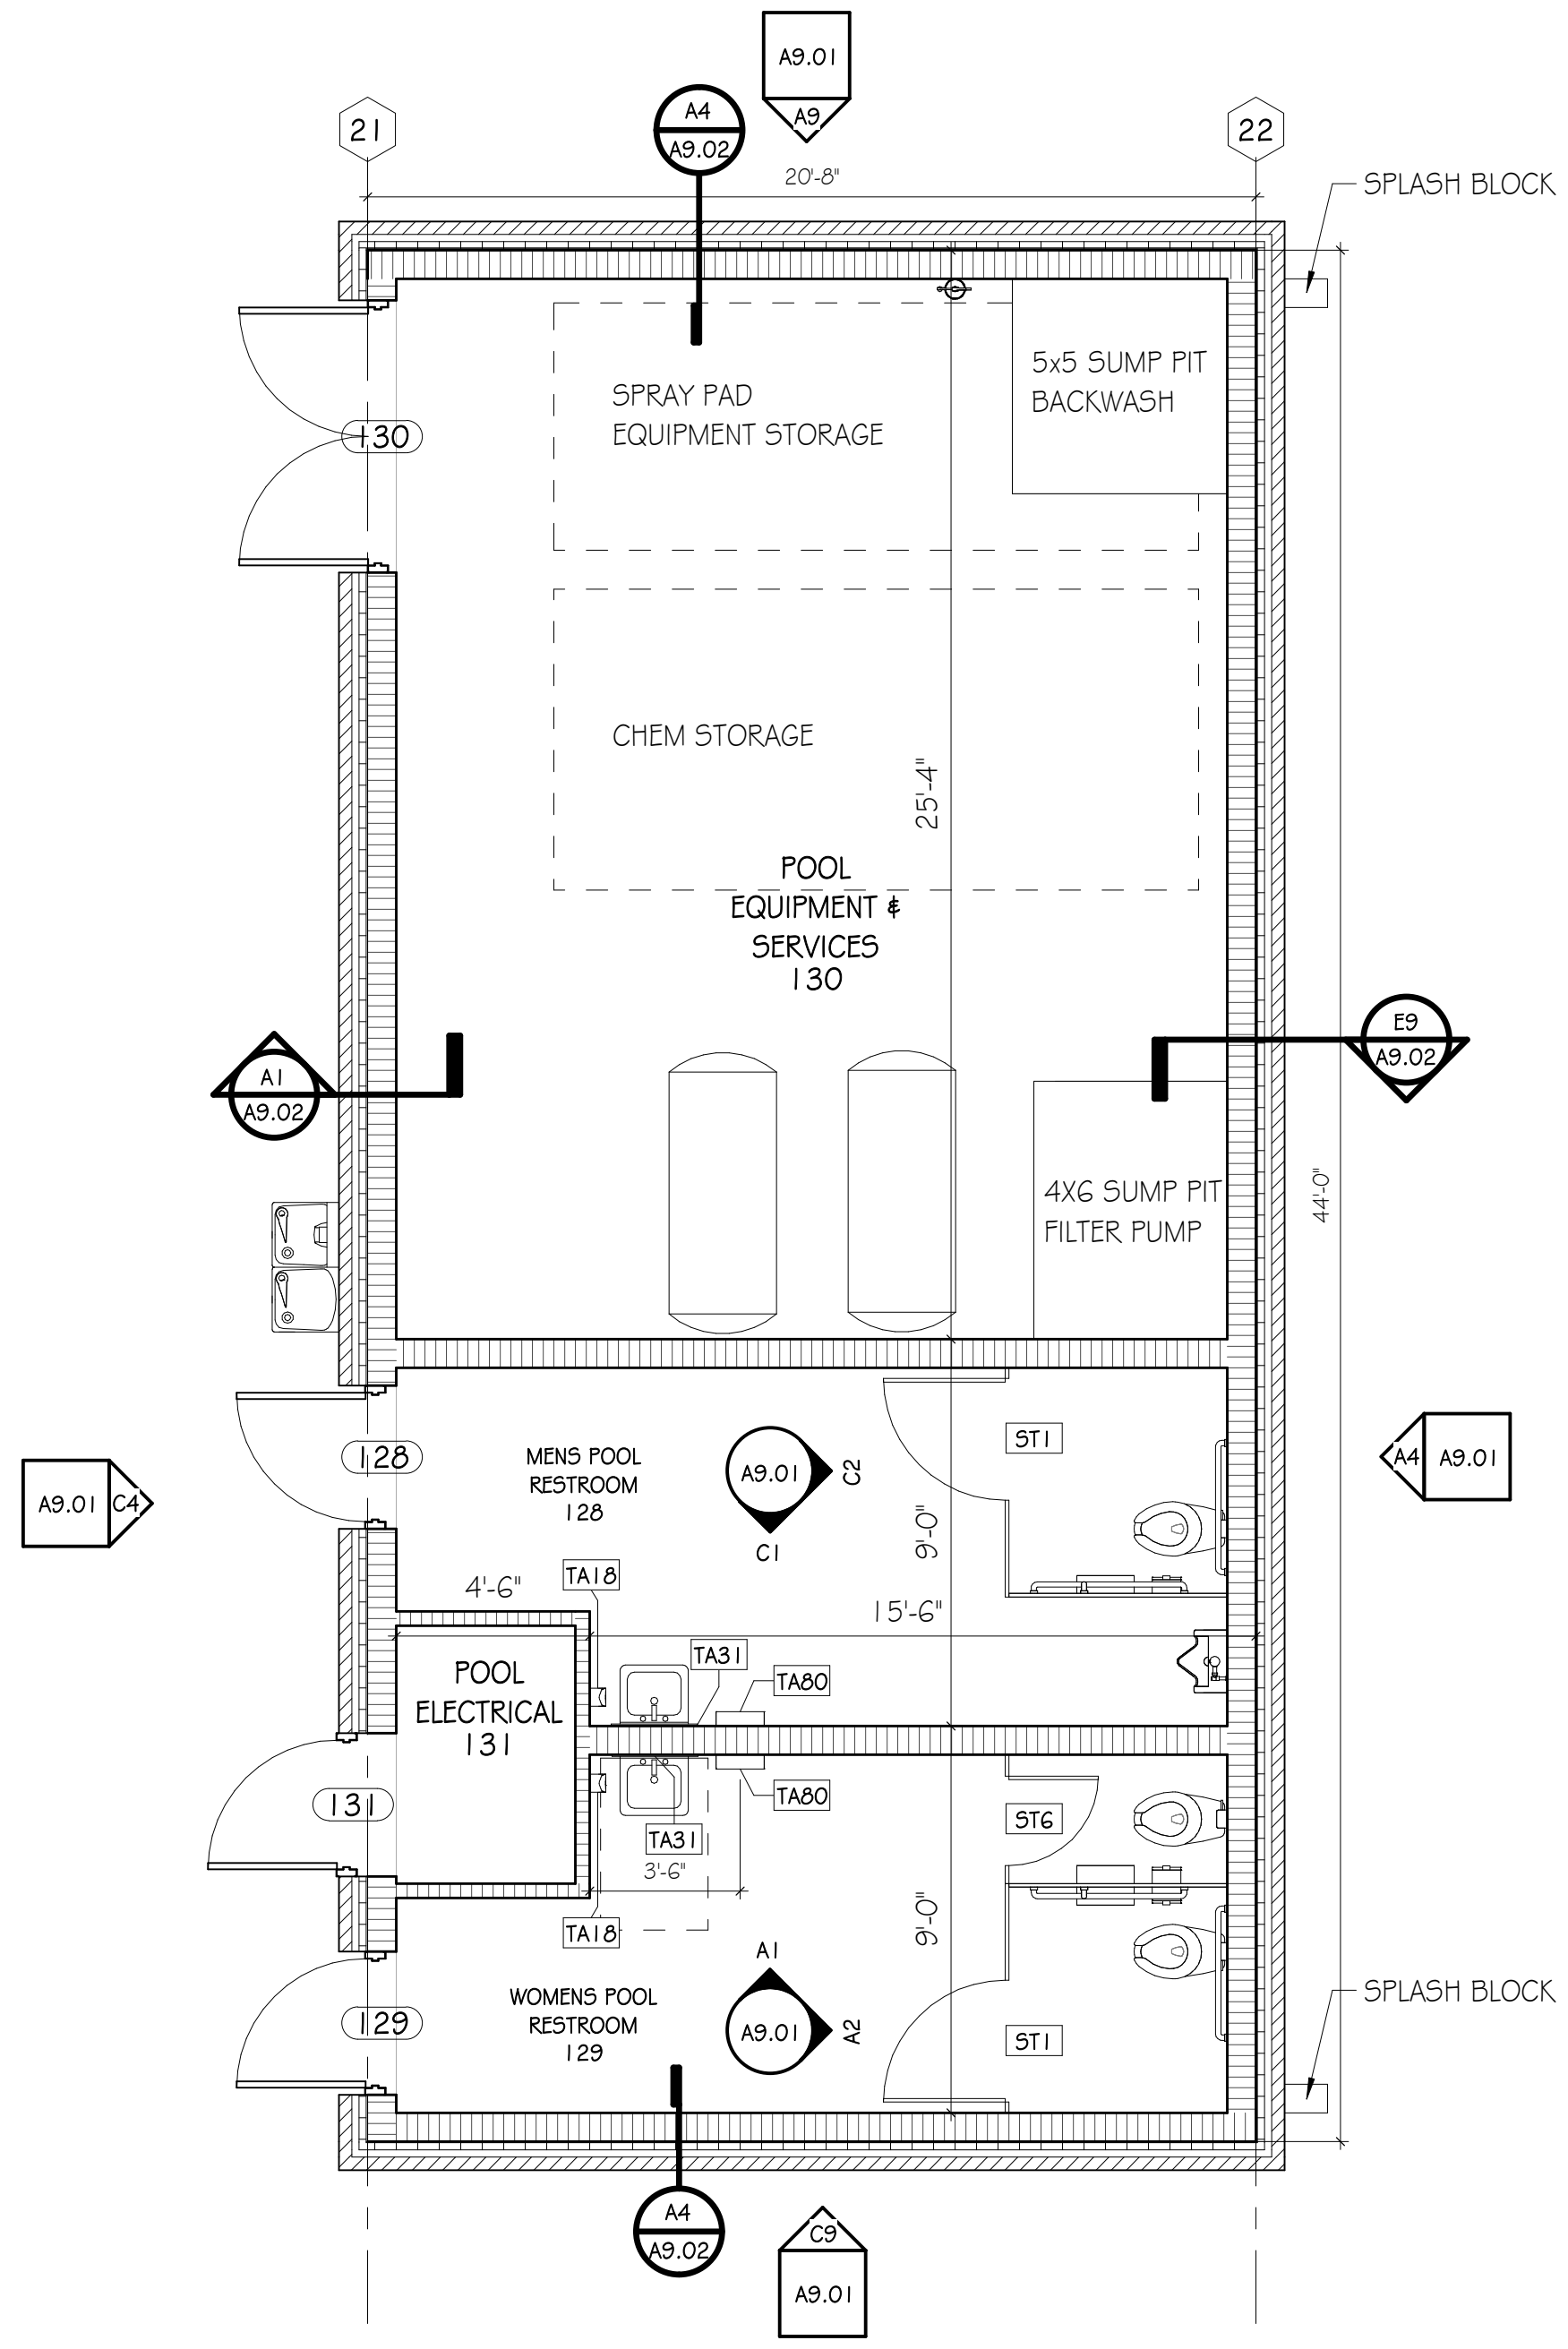 A9.01
A9
A4
A9.02
21
22
20'-8"
SPLASH BLOCK
5x5 SUMP PIT
BACKWASH
SPRAY PAD
EQUIPMENT STORAGE
130
CHEM STORAGE
25'-4"
POOL
EQUIPMENT &
SERVICES
130
E9
A9.02
A1
A9.02
44'-0"
4X6 SUMP PIT
FILTER PUMP
ST1
128
MENS POOL
RESTROOM
128
A9.01
C2
C1
A4
A9.01
A9.01
C4
9'-0"
TA18
4'-6"
15'-6"
TA31
TA80
POOL
ELECTRICAL
131
131
TA80
ST6
TA31
3'-6"
9'-0"
TA18
A1
WOMENS POOL
RESTROOM
129
129
A9.01
A2
ST1
SPLASH BLOCK
A4
A9.02
C9
A9.01